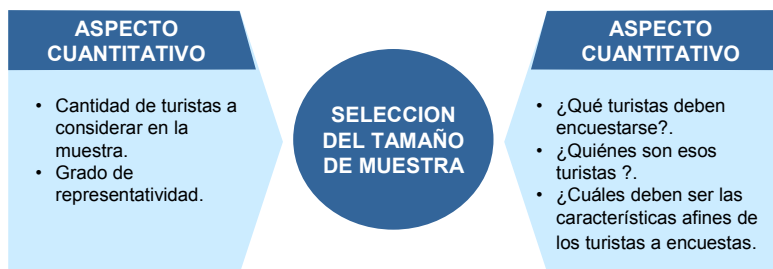 ASPECTO
CUANTITATIVO
• Cantidad de turistas a
considerar en la
muestra.
• Grado de
representatividad.
SELECCION
DEL TAMAÑO
DE MUESTRA
ASPECTO
CUANTITATIVO
• ¿Qué turistas deben
encuestarse?.
• ¿Quiénes son esos
turistas ?.
• ¿Cuáles deben ser las
características afines de
los turistas a encuestas.